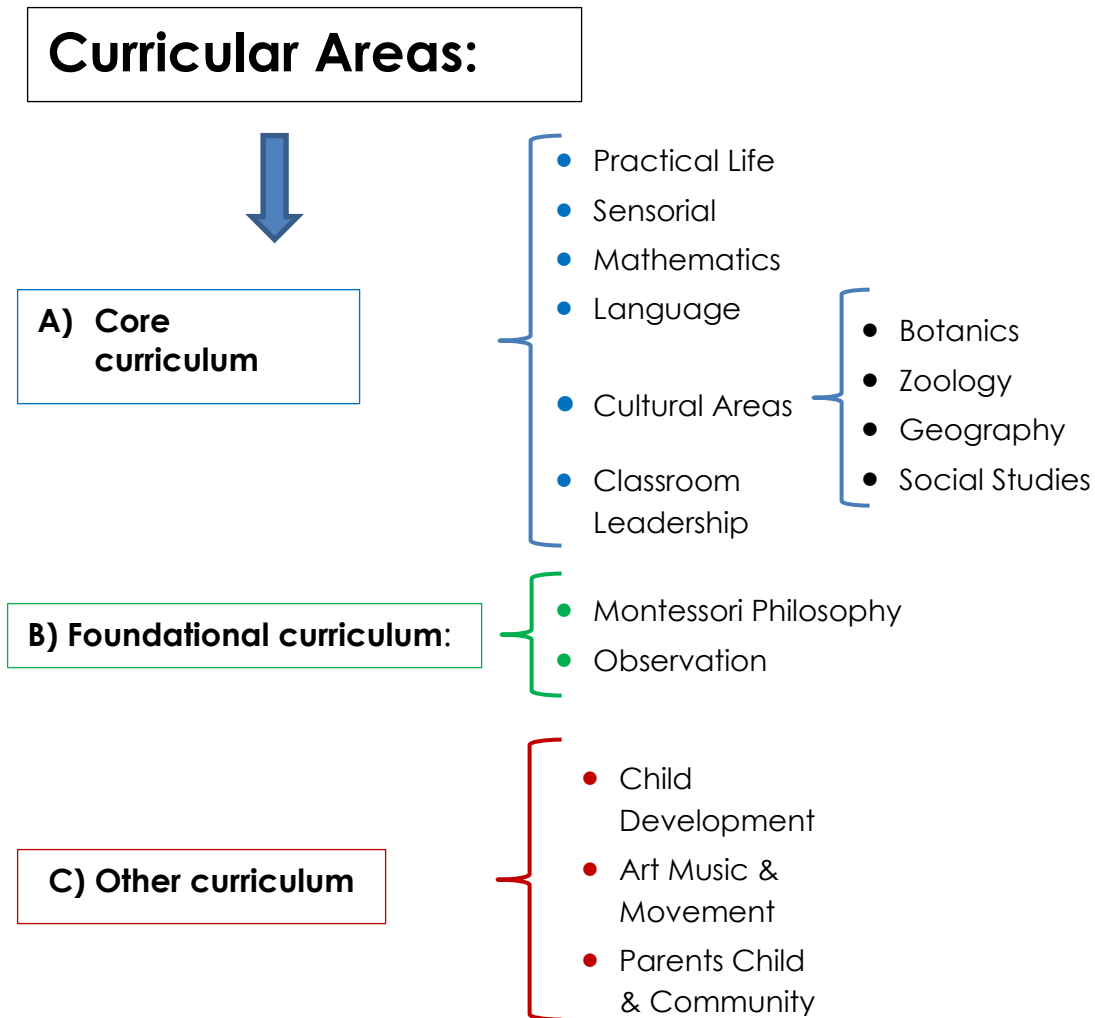 Curricular Areas:
• Practical Life
• Sensorial
• Mathematics
• Language
• Cultural Areas
• Classroom
Leadership
• Botanics
• Zoology
• Geography
• Social Studies
A) Core
curriculum
B) Foundational curriculum:
• Montessori Philosophy
• Observation
C) Other curriculum
• Child
Development
• Art Music &
Movement
• Parents Child
& Community